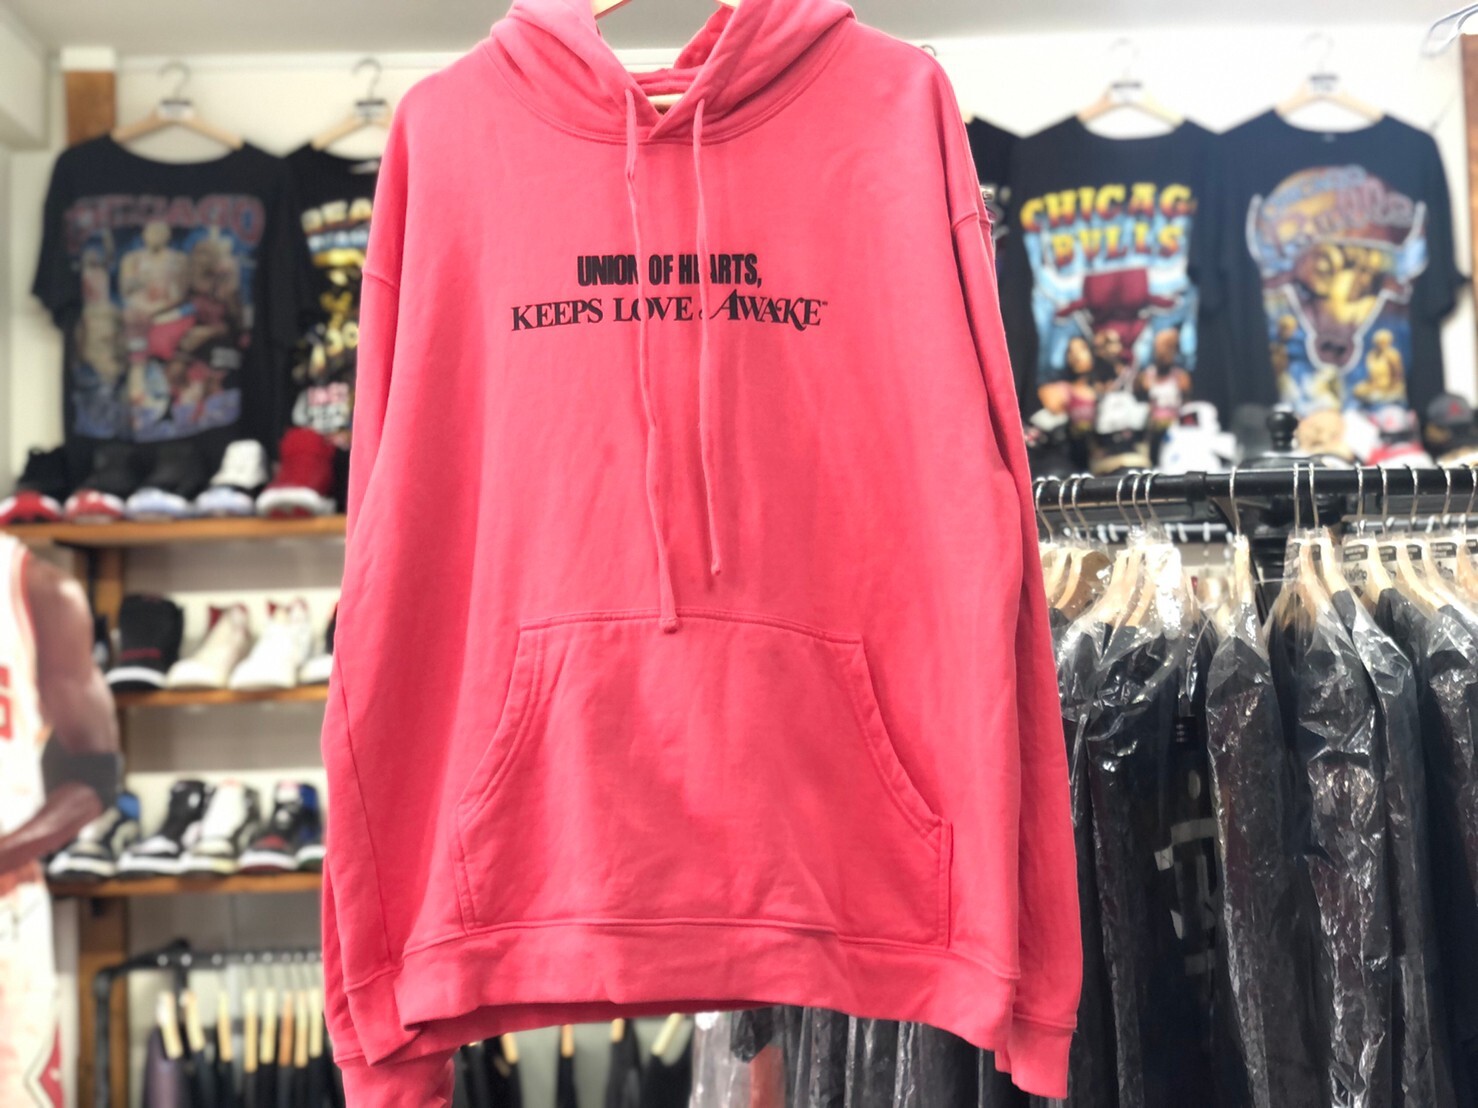 UNION OF HEARTS,
KEEPS LOVE AWAKE
CHICAGO
BULLS